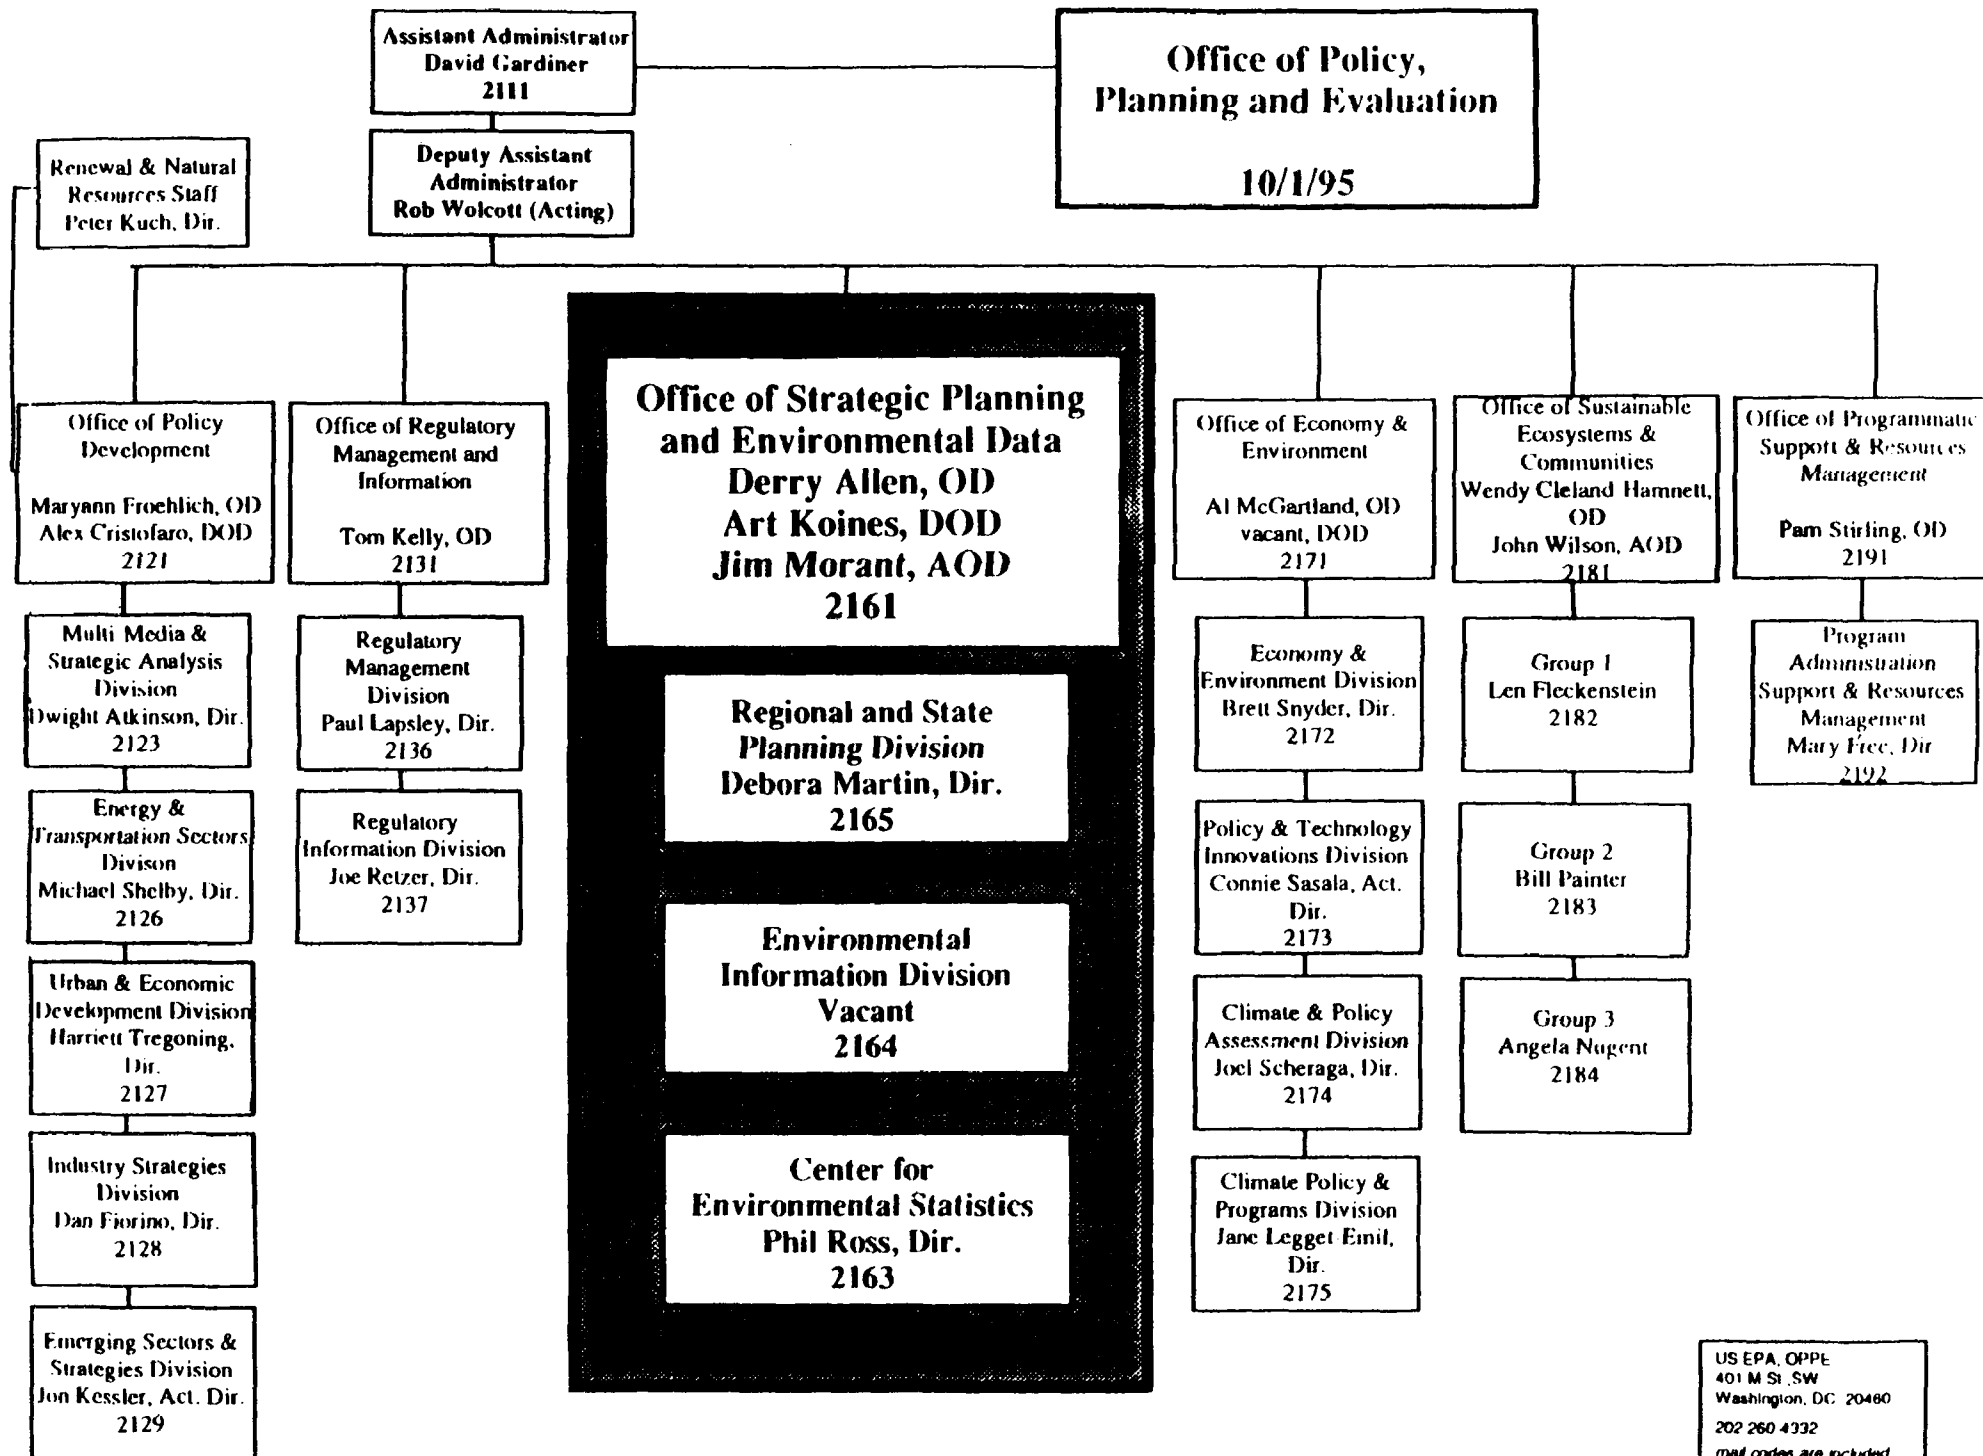 Assistant Administrator
David Gardiner
2111
Office of Policy,
Planning and Evaluation
10/1/95
Deputy Assistant
Administrator
Rob Wolcott (Acting)
Renewal & Natural
Resources Staff
Peter Kuch, Dir.
Office of Policy
Development
Maryann Froehlich, OD
Alex Cristofaro, DOD
2121
Multi Media &
Strategic Analysis
Division
Dwight Atkinson, Dir.
2123
Energy &
Transportation Sectors
Divison
Michael Shelby, Dir.
2126
Urban & Economic
Development Division
Harriett Tregoning,
Dir.
2127
Industry Strategies
Division
Dan Fiorino, Dir.
2128
Emerging Sectors &
Strategies Division
Jon Kessler, Act. Dir.
2129
Office of Regulatory
Management and
Information
Tom Kelly, OD
2131
Regulatory
Management
Division
Paul Lapsley, Dir.
2136
Regulatory
Information Division
Joe Retzer, Dir.
2137
Office of Strategic Planning
and Environmental Data
Derry Allen, OD
Art Koines, DOD
Jim Morant, AOD
2161
Regional and State
Planning Division
Debora Martin, Dir.
2165
Environmental
Information Division
Vacant
2164
Center for
Environmental Statistics
Phil Ross, Dir.
2163
Office of Economy &
Environment
Al McGartland, OD
vacant, DOD
2171
Economy &
Environment Division
Brett Snyder, Dir.
2172
Policy & Technology
Innovations Division
Connie Sasala, Act.
Dir.
2173
Climate & Policy
Assessment Division
Joel Scheraga, Dir.
2174
Climate Policy &
Programs Division
Jane Legget-Emil,
Dir.
2175
Office of Sustainable
Ecosystems &
Communities
Wendy Cleland Hamnett,
OD
John Wilson, AOD
2181
Group 1
Len Fleckenstein
2182
Group 2
Bill Painter
2183
Group 3
Angela Nugent
2184
Office of Programmatic
Support & Resources
Management
Pam Stirling, OD
2191
Program
Administration
Support & Resources
Management
Mary Free, Dir
2192
US EPA, OPPE
401 M St.,SW
Washington, DC 20460
202 260 4332
mail codes are included